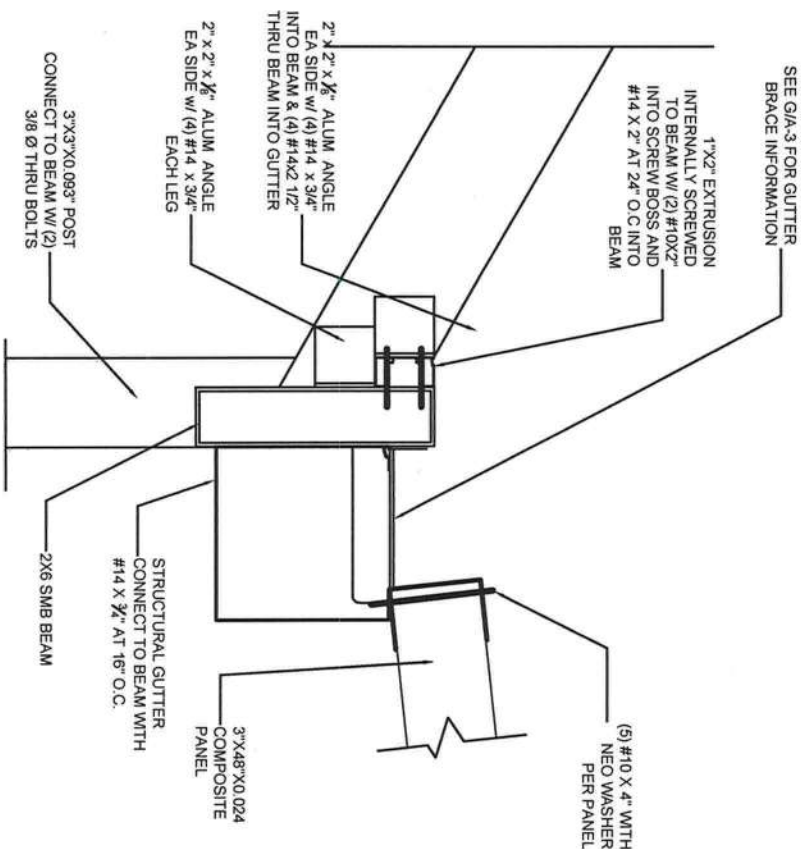 SEE G/A-3 FOR GUTTER
BRACE INFORMATION
1"X2" EXTRUSION
INTERNALLY SCREWED
TO BEAM W/ (2) #10X2"
INTO SCREW BOSS AND
#14 X 2" AT 24" O.C INTO
BEAM
2" x 2" x 1/8" ALUM ANGLE
EA SIDE w/ (4) #14 x 3/4"
INTO BEAM & (4) #14x2 1/2"
THRU BEAM INTO GUTTER
2" x 2" x 1/8" ALUM ANGLE
EA SIDE w/ (4) #14 x 3/4"
EACH LEG
3"X3"X0.093" POST
CONNECT TO BEAM W/ (2)
3/8 Ø THRU BOLTS
(5) #10 X 4" WITH
NEO WASHER
PER PANEL
3"X48"X0.024
COMPOSITE
PANEL
STRUCTURAL GUTTER
CONNECT TO BEAM WITH
#14 X 3/4" AT 16" O.C.
2X6 SMB BEAM